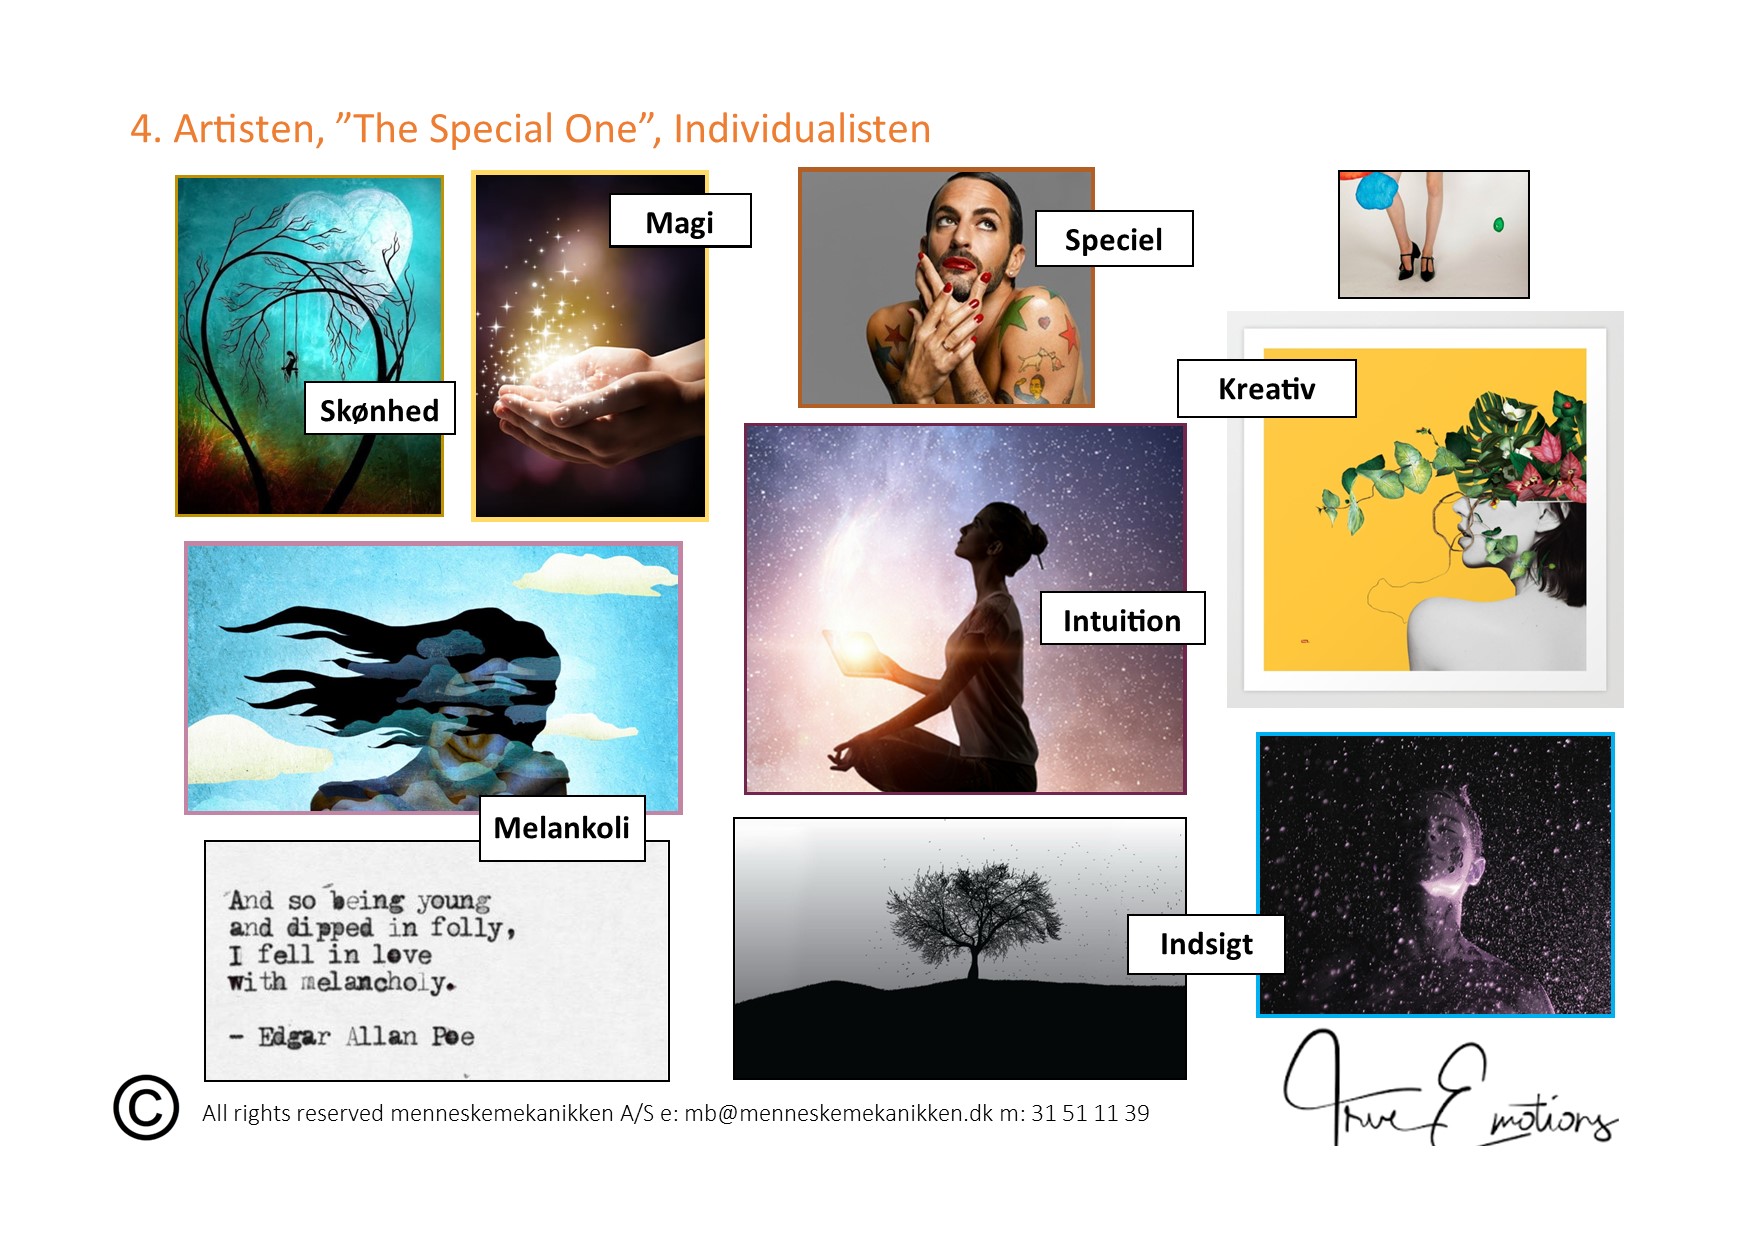 4. Artisten, ”The Special One”, Individualisten
Magi
Speciel
Skønhed
Kreativ
Intuition
Melankoli
And so being young
and dipped in folly,
I fell in love
with melancholy.
- Edgar Allan Poe
Indsigt
© All rights reserved menneskemekanikken A/S e: mb@menneskemekanikken.dk m: 31 51 11 39
True Emotions